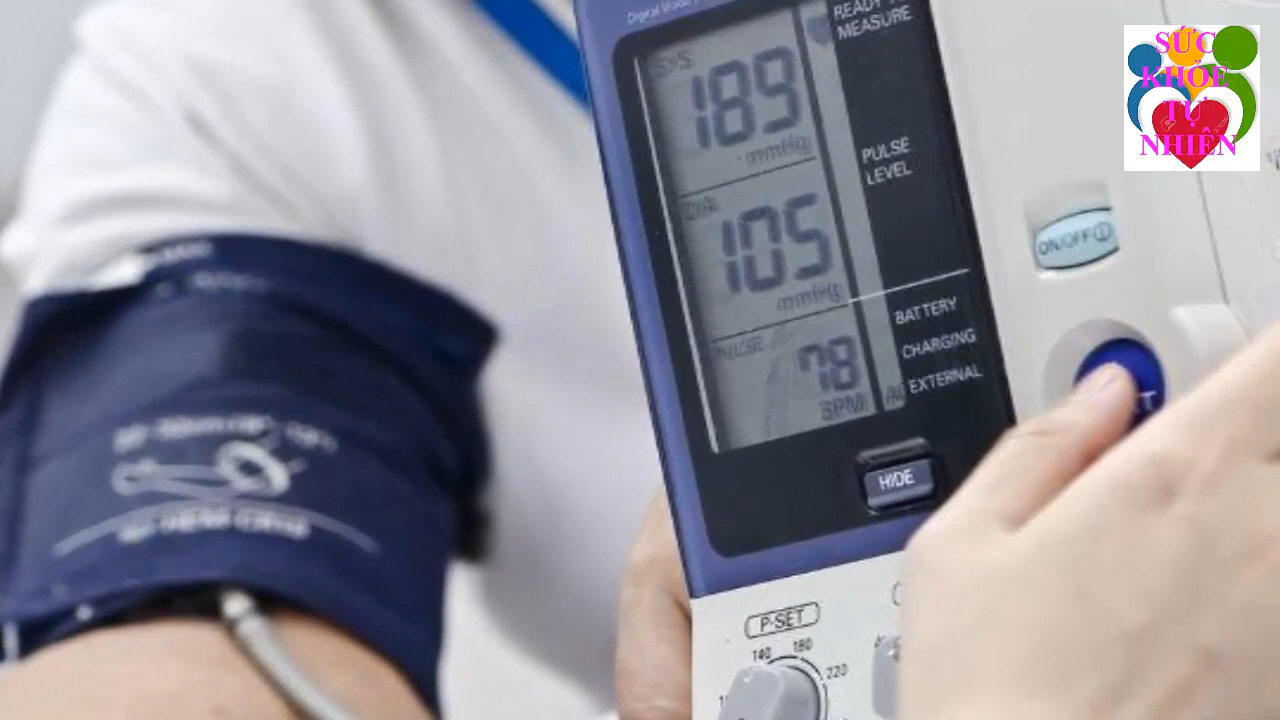 SYS.
189
mmHg
DIA.
105
mmHg
PULSE
78
READY TO
MEASURE
PULSE
LEVEL
BATTERY
CHARGING
EXTERNAL
HIDE
ON/OFF
P-SET
140
180
220
SỨC
KHỎE
TỰ
NHIÊN